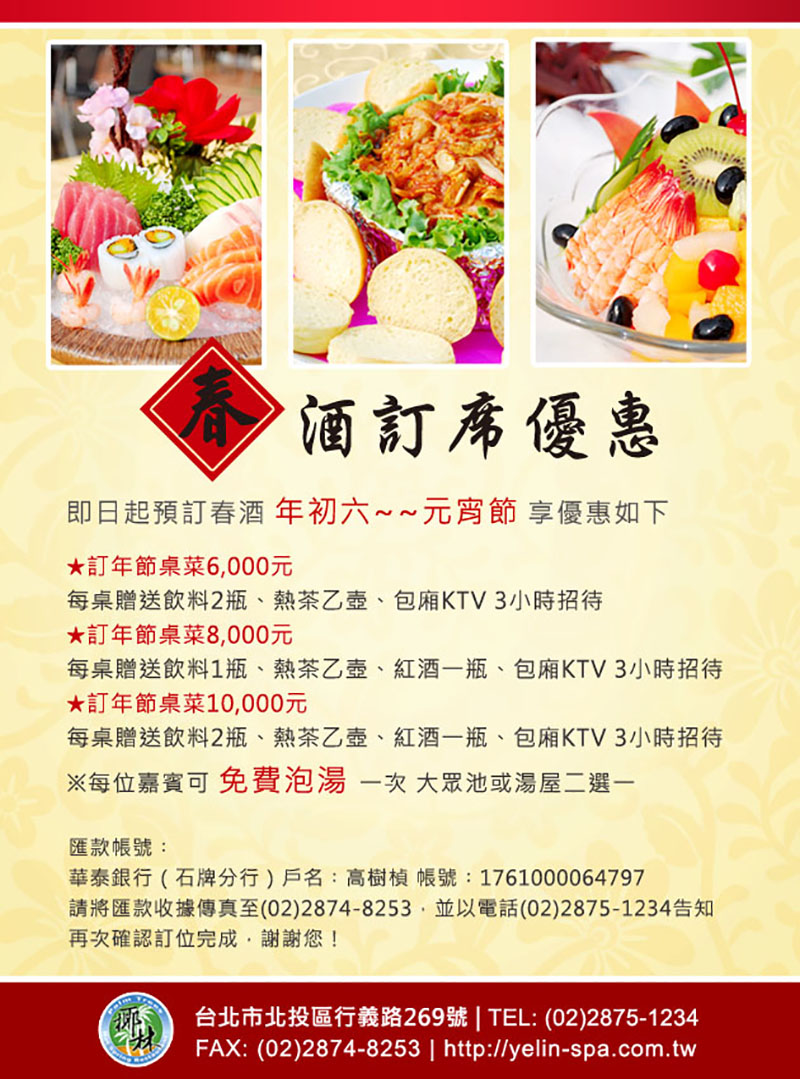 春酒訂席優惠
即日起預訂春酒 年初六~~元宵節 享優惠如下
★訂年節桌菜6,000元
每桌贈送飲料2瓶、熱茶乙壺、包廂KTV 3小時招待
★訂年節桌菜8,000元
每桌贈送飲料1瓶、熱茶乙壺、紅酒一瓶、包廂KTV 3小時招待
★訂年節桌菜10,000元
每桌贈送飲料2瓶、熱茶乙壺、紅酒一瓶、包廂KTV 3小時招待
※每位嘉賓可 免費泡湯 一次 大眾池或湯屋二選一
匯款帳號：
華泰銀行（石牌分行）戶名：高樹楨 帳號：1761000064797
請將匯款收據傳真至(02)2874-8253，並以電話(02)2875-1234告知
再次確認訂位完成，謝謝您！
椰林
台北市北投區行義路269號 | TEL: (02)2875-1234
FAX: (02)2874-8253 | http://yelin-spa.com.tw